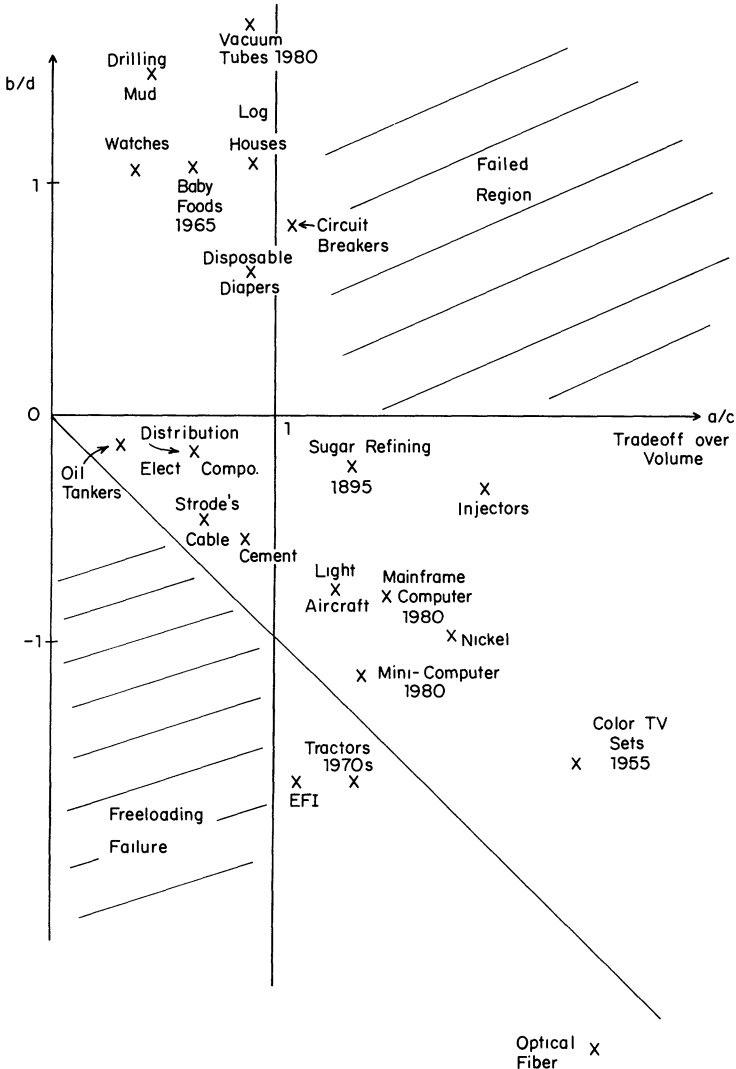 Vacuum
Tubes 1980
Drilling
Mud
b/d
Log
Houses
Watches
Baby
Foods
1965
1
Failed
Region
Circuit
Breakers
Disposable
Diapers
0
1
a/c
Tradeoff over
Volume
Distribution
Elect Compo.
Oil
Tankers
Sugar Refining
1895
Injectors
Strode's
Cable
Cement
Light
Aircraft
Mainframe
Computer
1980
Nickel
-1
Mini-Computer
1980
Color TV
Sets
1955
Tractors
1970s
EFI
Freeloading
Failure
Optical
Fiber